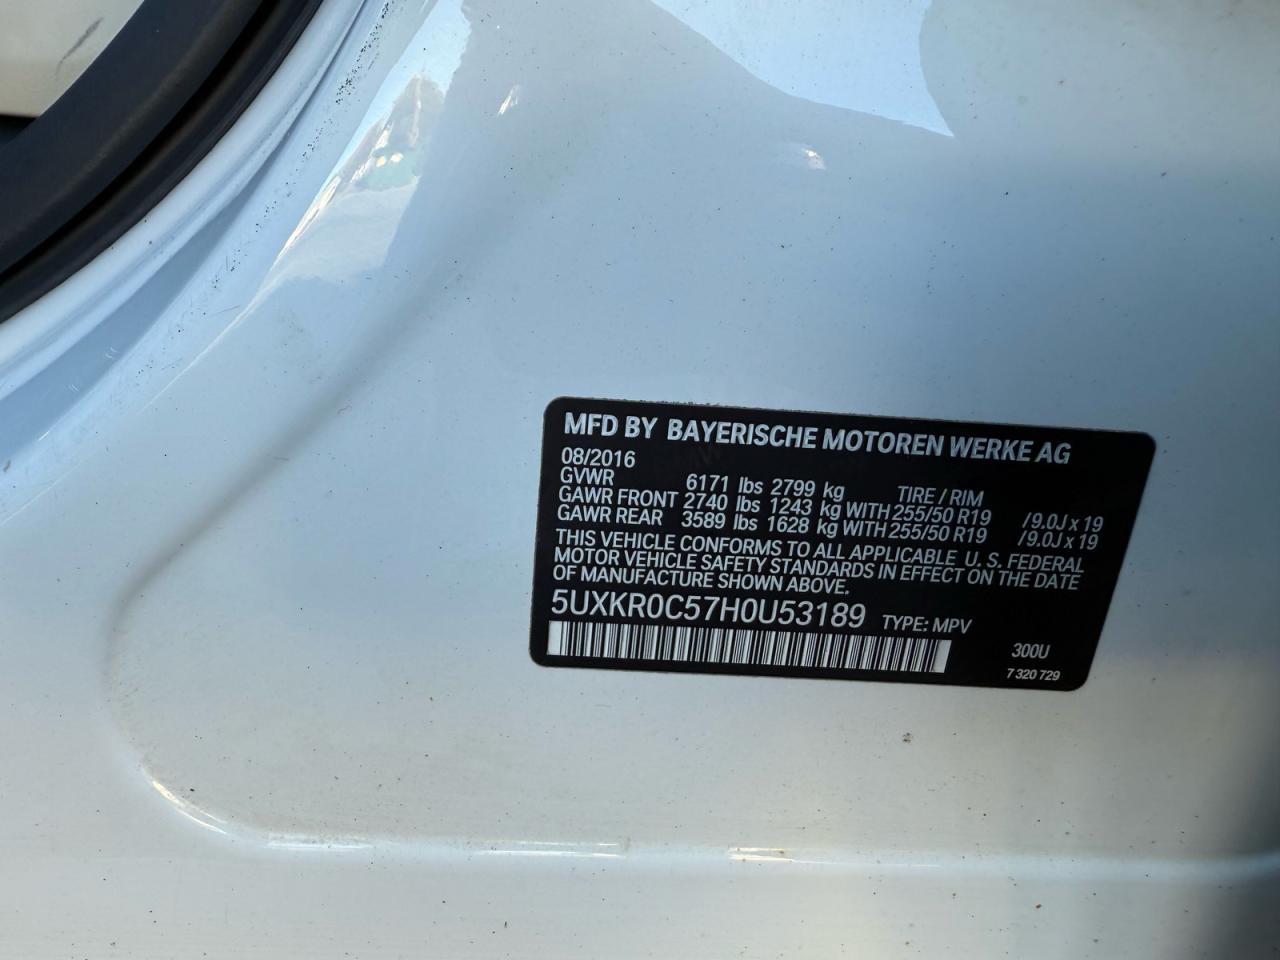 MFD BY BAYERISCHE MOTOREN WERKE AG
08/2016
GVWR 6171 lbs 2799 kg TIRE / RIM
GAWR FRONT 2740 lbs 1243 kg WITH 255/50 R19 /9.0J x 19
GAWR REAR 3589 lbs 1628 kg WITH 255/50 R19 /9.0J x 19
THIS VEHICLE CONFORMS TO ALL APPLICABLE U. S. FEDERAL
MOTOR VEHICLE SAFETY STANDARDS IN EFFECT ON THE DATE
OF MANUFACTURE SHOWN ABOVE.
5UXKR0C57H0U53189 TYPE: MPV
300U
7 320 729